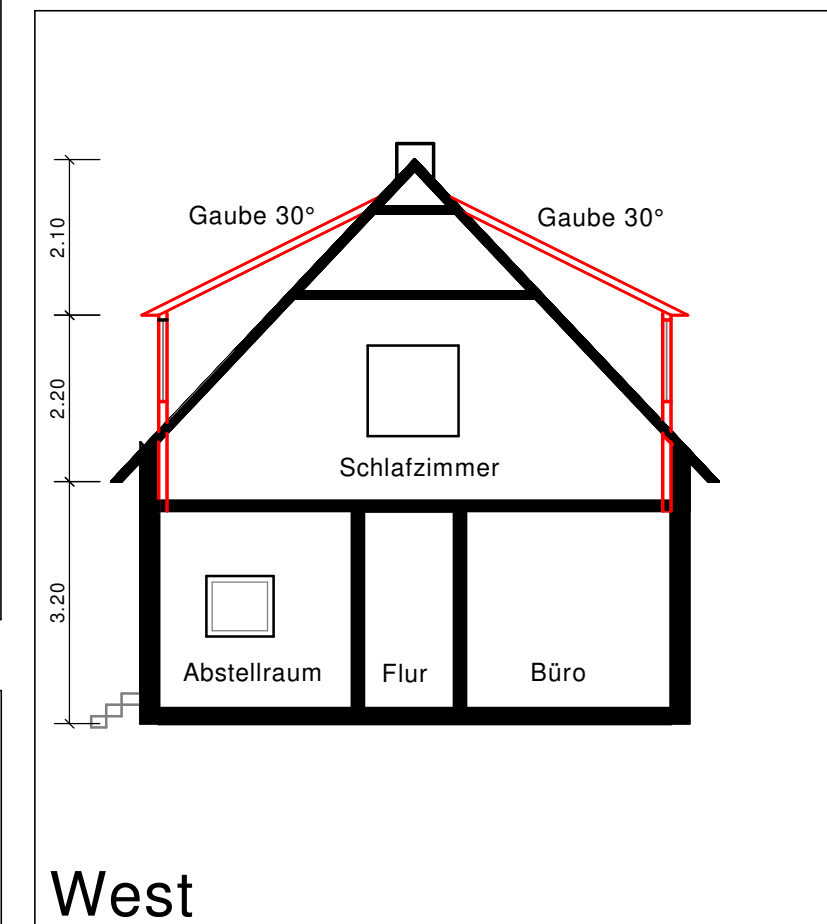 Gaube 30°
Gaube 30°
2.10
2.20
Schlafzimmer
3.20
Abstellraum
Flur
Büro
West